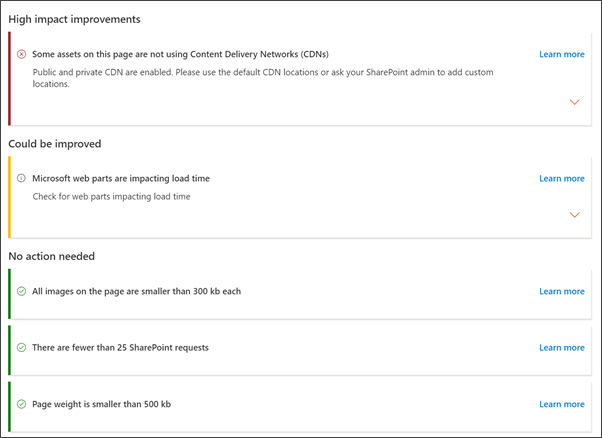 High impact improvements
Some assets on this page are not using Content Delivery Networks (CDNs)
Learn more
Public and private CDN are enabled. Please use the default CDN locations or ask your SharePoint admin to add custom
locations.
Could be improved
Microsoft web parts are impacting load time
Learn more
Check for web parts impacting load time
No action needed
All images on the page are smaller than 300 kb each
Learn more
There are fewer than 25 SharePoint requests
Learn more
Page weight is smaller than 500 kb
Learn more